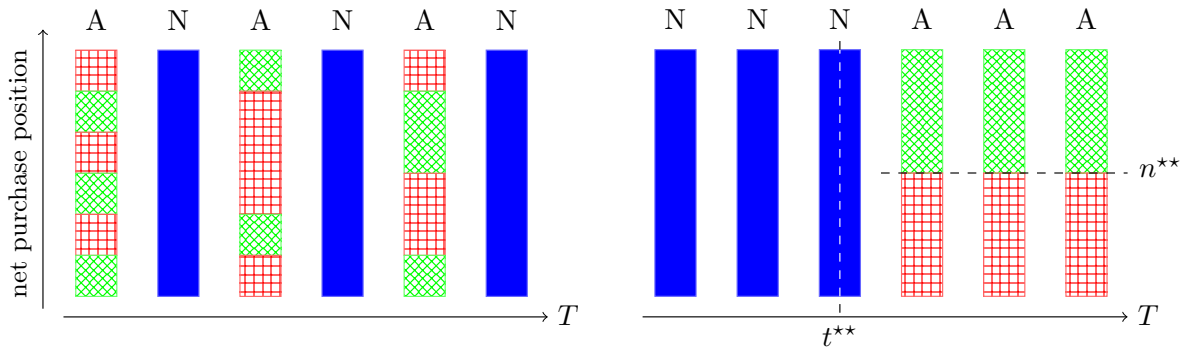 A N A N A N
net purchase position
T
N N N A A A
n**
t**
T